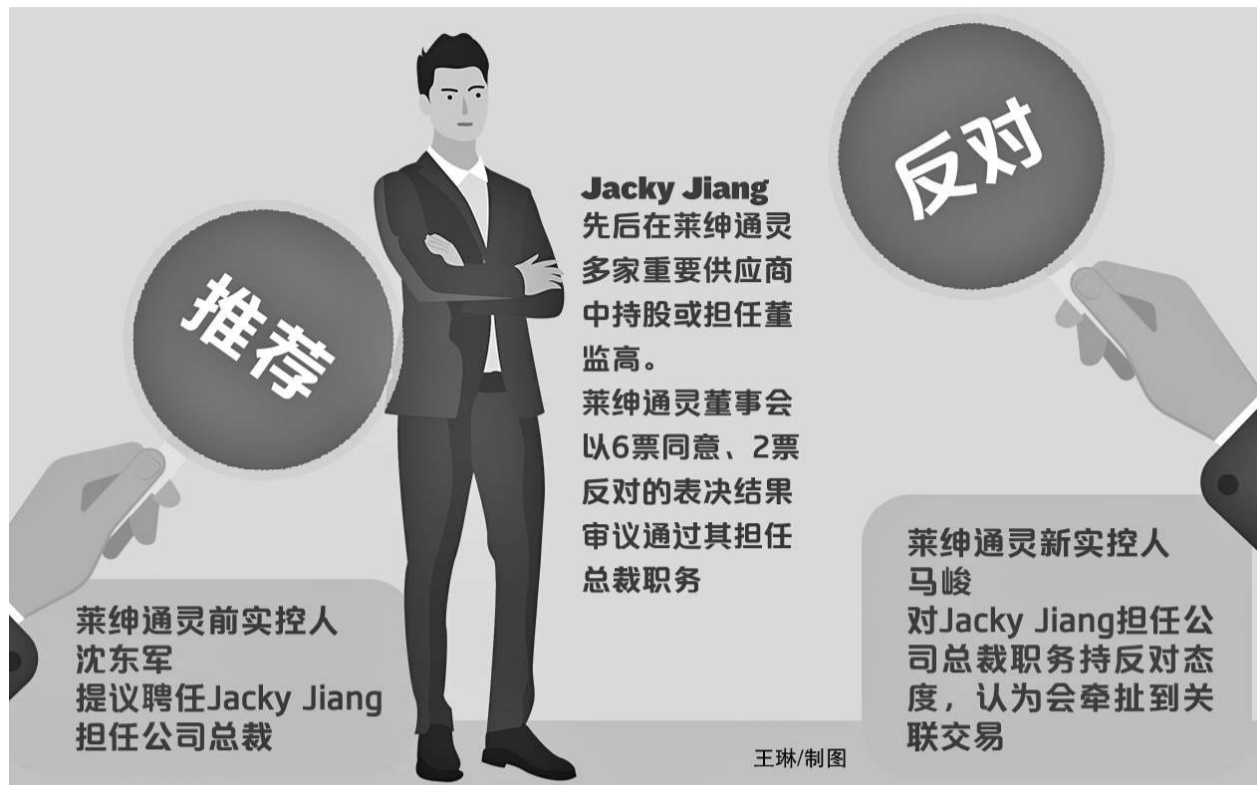 推荐
莱绅通灵前实控人
沈东军
提议聘任Jacky Jiang
担任公司总裁
Jacky Jiang
先后在莱绅通灵
多家重要供应商
中持股或担任董
监高。
莱绅通灵董事会
以6票同意、2票
反对的表决结果
审议通过其担任
总裁职务
反对
莱绅通灵新实控人
马峻
对Jacky Jiang担任公
司总裁职务持反对态
度，认为会牵扯到关
联交易
王琳/制图